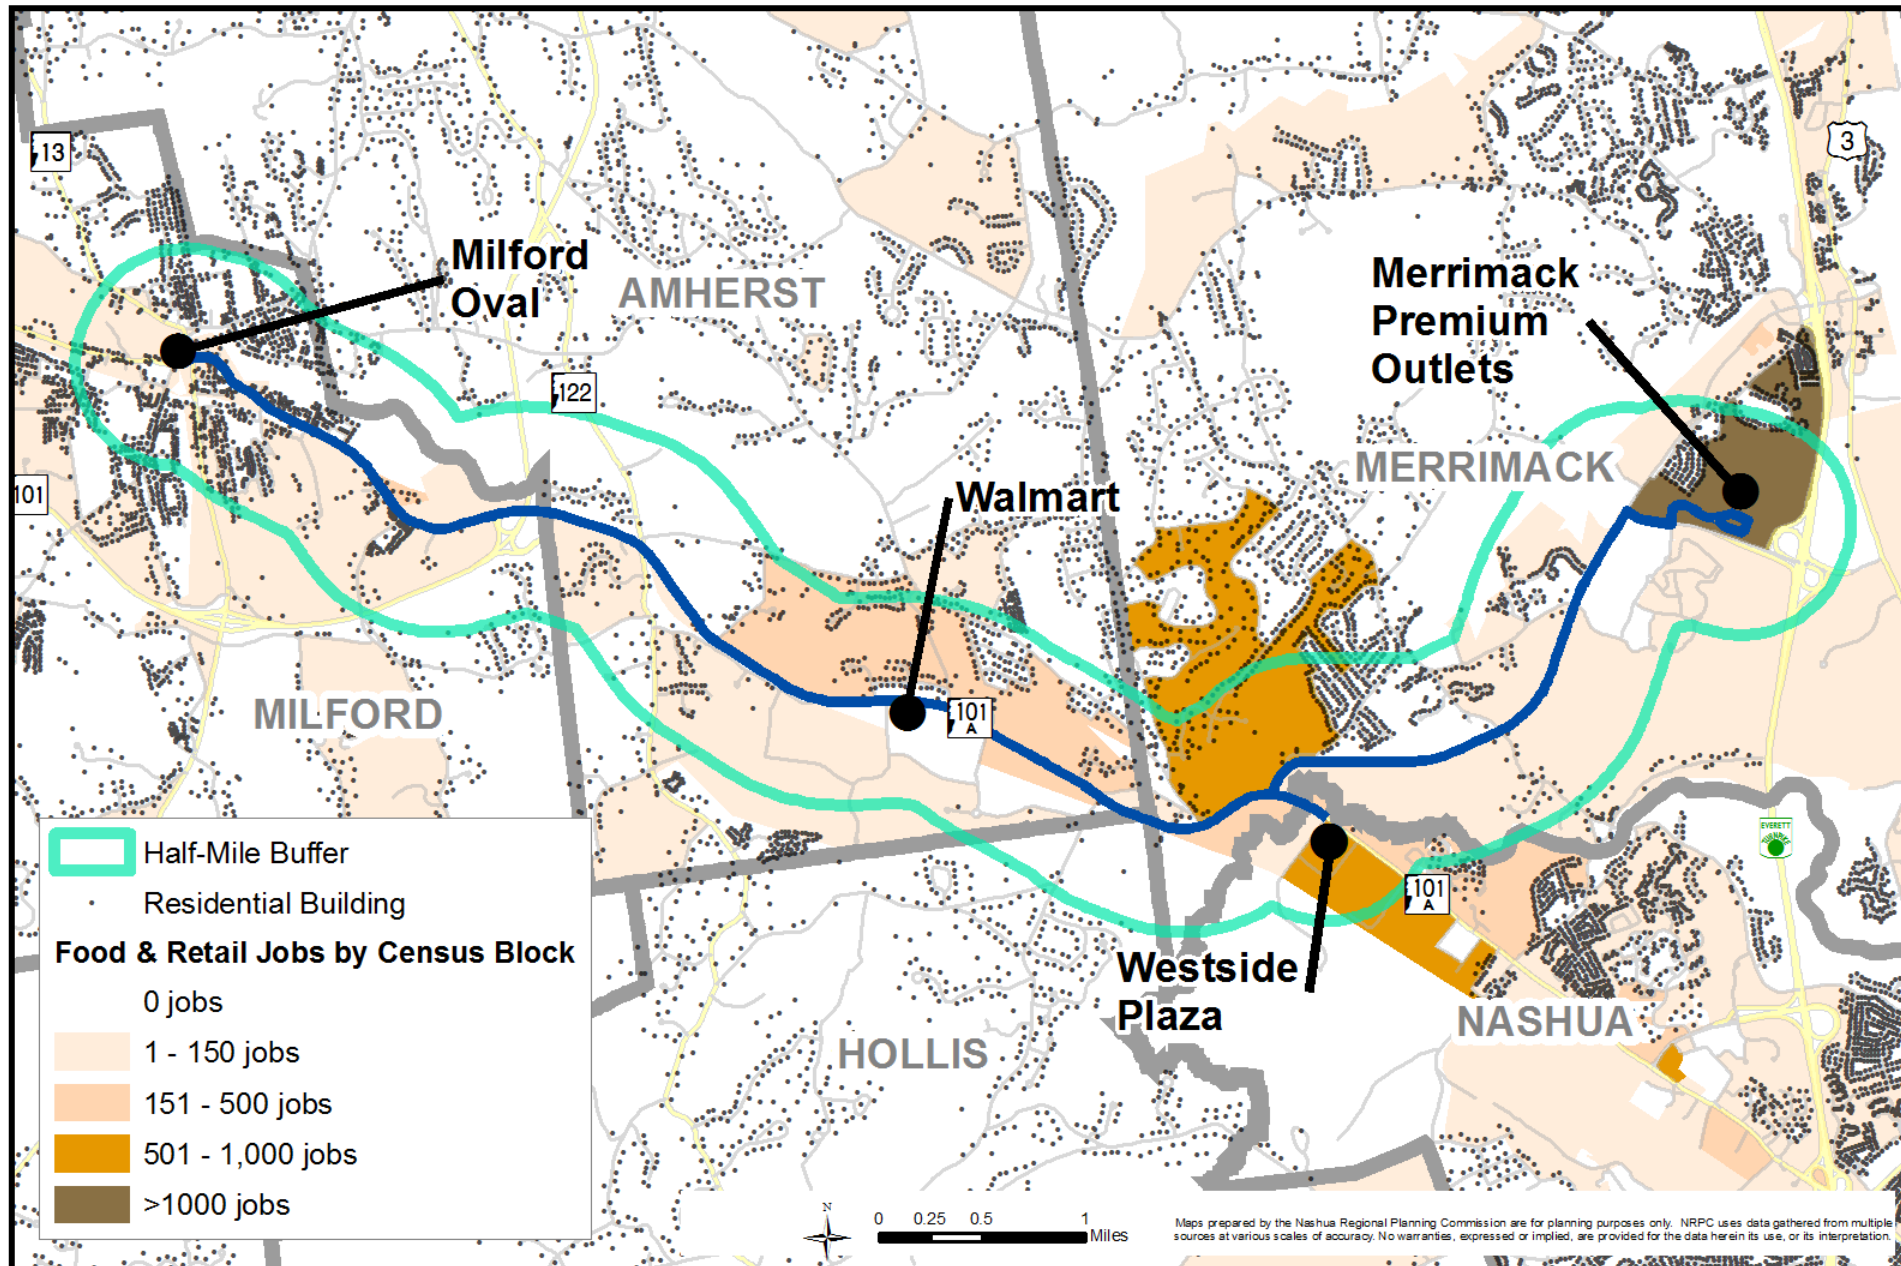 13
3
Milford
Oval
AMHERST
Merrimack
Premium
Outlets
122
MERRIMACK
101
Walmart
MILFORD
101
A
Half-Mile Buffer
Residential Building
Food & Retail Jobs by Census Block
0 jobs
1 - 150 jobs
151 - 500 jobs
501 - 1,000 jobs
>1000 jobs
EVERETT
101
A
Westside
Plaza
NASHUA
HOLLIS
N
0 0.25 0.5 1
Miles
Maps prepared by the Nashua Regional Planning Commission are for planning purposes only. NRPC uses data gathered from multiple
sources at various scales of accuracy. No warranties, expressed or implied, are provided for the data herein its use, or its interpretation.